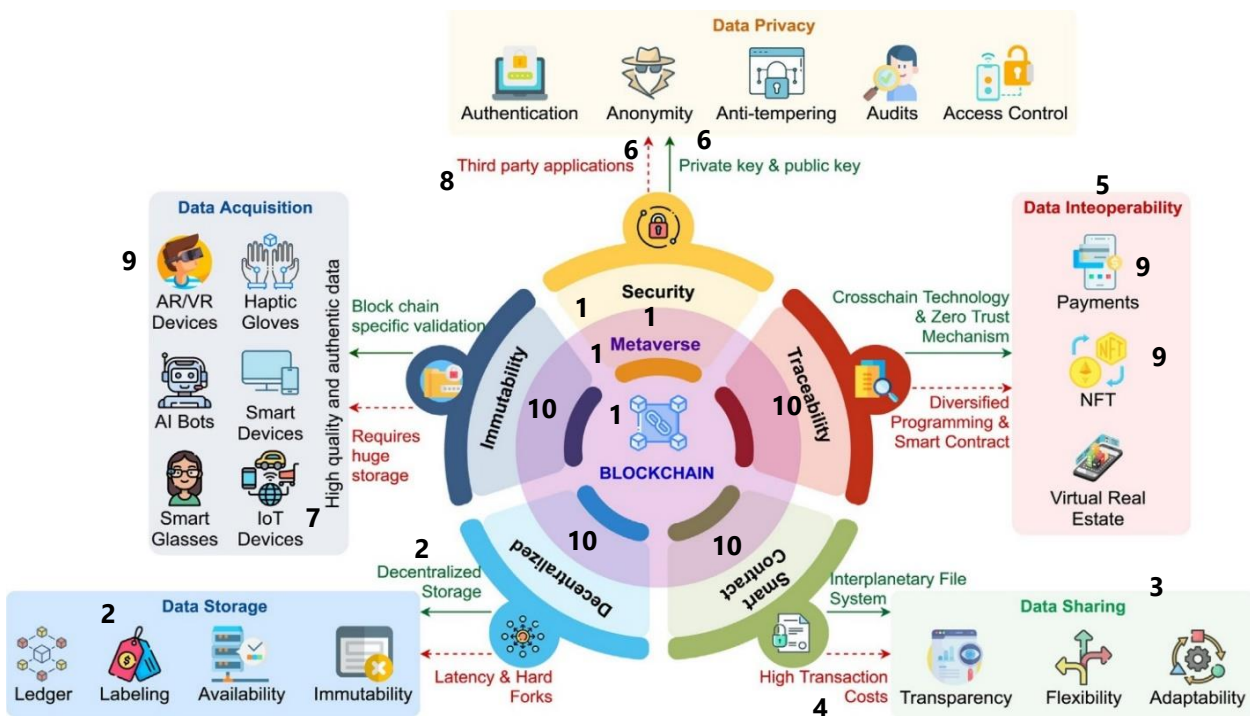 Data Privacy
Authentication
Anonymity
Anti-tempering
Audits
Access Control
6
6
Third party applications
Private key & public key
8
5
Data Acquisition
Data Inteoperability
9
AR/VR
Devices
Haptic
Gloves
AI Bots
Smart
Devices
Smart
Glasses
IoT
Devices
7
High quality and authentic data
Block chain
specific validation
Requires
huge
storage
Security
1
1
Metaverse
1
1
BLOCKCHAIN
Immutability
10
Traceability
10
Decentralized
10
Smart
Contract
10
Crosschain Technology
& Zero Trust
Mechanism
Diversified
Programming &
Smart Contract
9
Payments
9
NFT
Virtual Real
Estate
2
Decentralized
Storage
Latency & Hard
Forks
2
Data Storage
Ledger
Labeling
Availability
Immutability
Interplanetary File
System
High Transaction
Costs
4
3
Data Sharing
Transparency
Flexibility
Adaptability